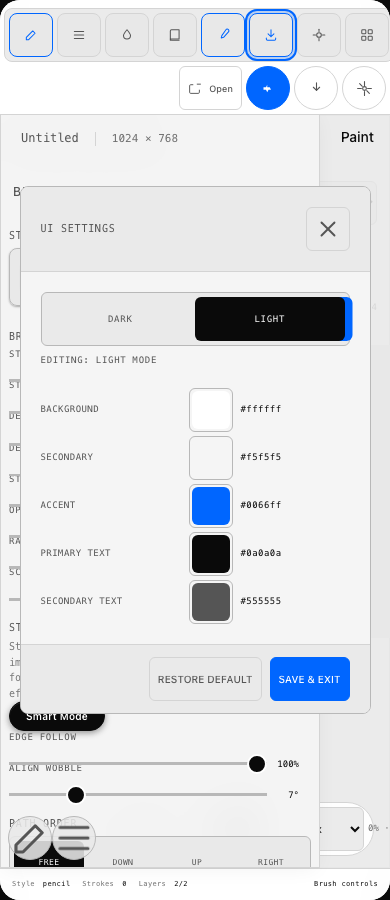 Open
Untitled 1024 × 768 Paint
UI SETTINGS
DARK LIGHT
EDITING: LIGHT MODE
BACKGROUND #ffffff
SECONDARY #f5f5f5
ACCENT #0066ff
PRIMARY TEXT #0a0a0a
SECONDARY TEXT #555555
RESTORE DEFAULT SAVE & EXIT
Smart Mode
EDGE FOLLOW
100%
ALIGN WOBBLE
7°
0%
FREE DOWN UP RIGHT
Style pencil Strokes 0 Layers 2/2 Brush controls